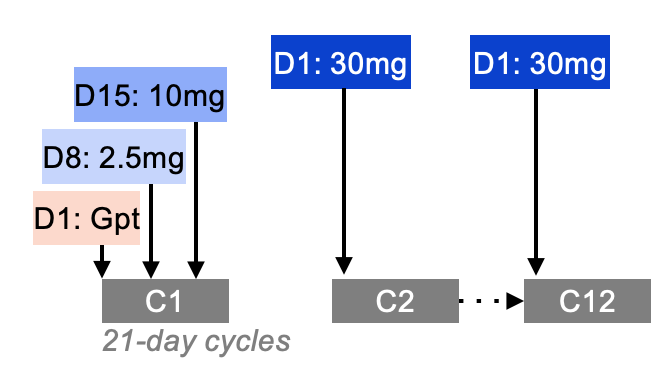 D1: 30mg
D1: 30mg
D15: 10mg
D8: 2.5mg
D1: Gpt
C1
C2
C12
21-day cycles